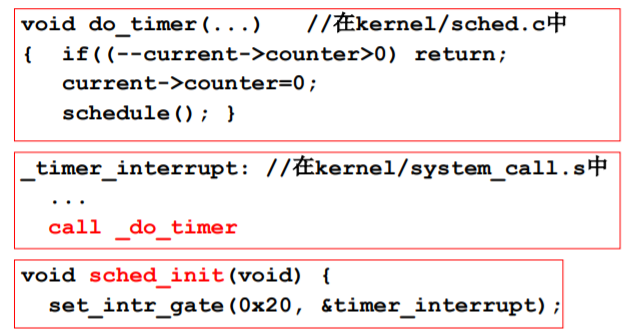 void do_timer(...) //在kernel/sched.c中
{ if((--current->counter>0) return;
current->counter=0;
schedule(); }
_timer_interrupt: //在kernel/system_call.s中
...
call _do_timer
void sched_init(void) {
set_intr_gate(0x20, &timer_interrupt);